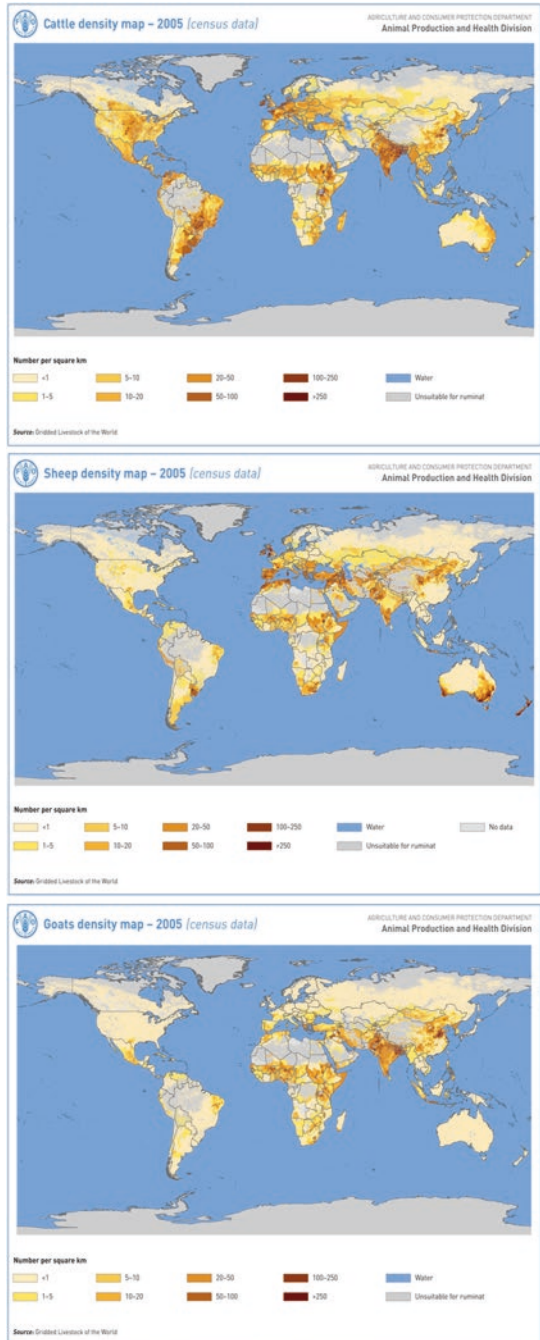 Cattle density map – 2005 (census data)
AGRICULTURE AND CONSUMER PROTECTION DEPARTMENT
Animal Production and Health Division
Number per square km
<1 5–10 20–50 100–250 Water
1–5 10–20 50–100 >250 Unsuitable for ruminat
Source: Gridded Livestock of the World
Sheep density map – 2005 (census data)
AGRICULTURE AND CONSUMER PROTECTION DEPARTMENT
Animal Production and Health Division
Number per square km
<1 5–10 20–50 100–250 Water No data
1–5 10–20 50–100 >250 Unsuitable for ruminat
Source: Gridded Livestock of the World
Goats density map – 2005 (census data)
AGRICULTURE AND CONSUMER PROTECTION DEPARTMENT
Animal Production and Health Division
Number per square km
<1 5–10 20–50 100–250 Water
1–5 10–20 50–100 >250 Unsuitable for ruminat